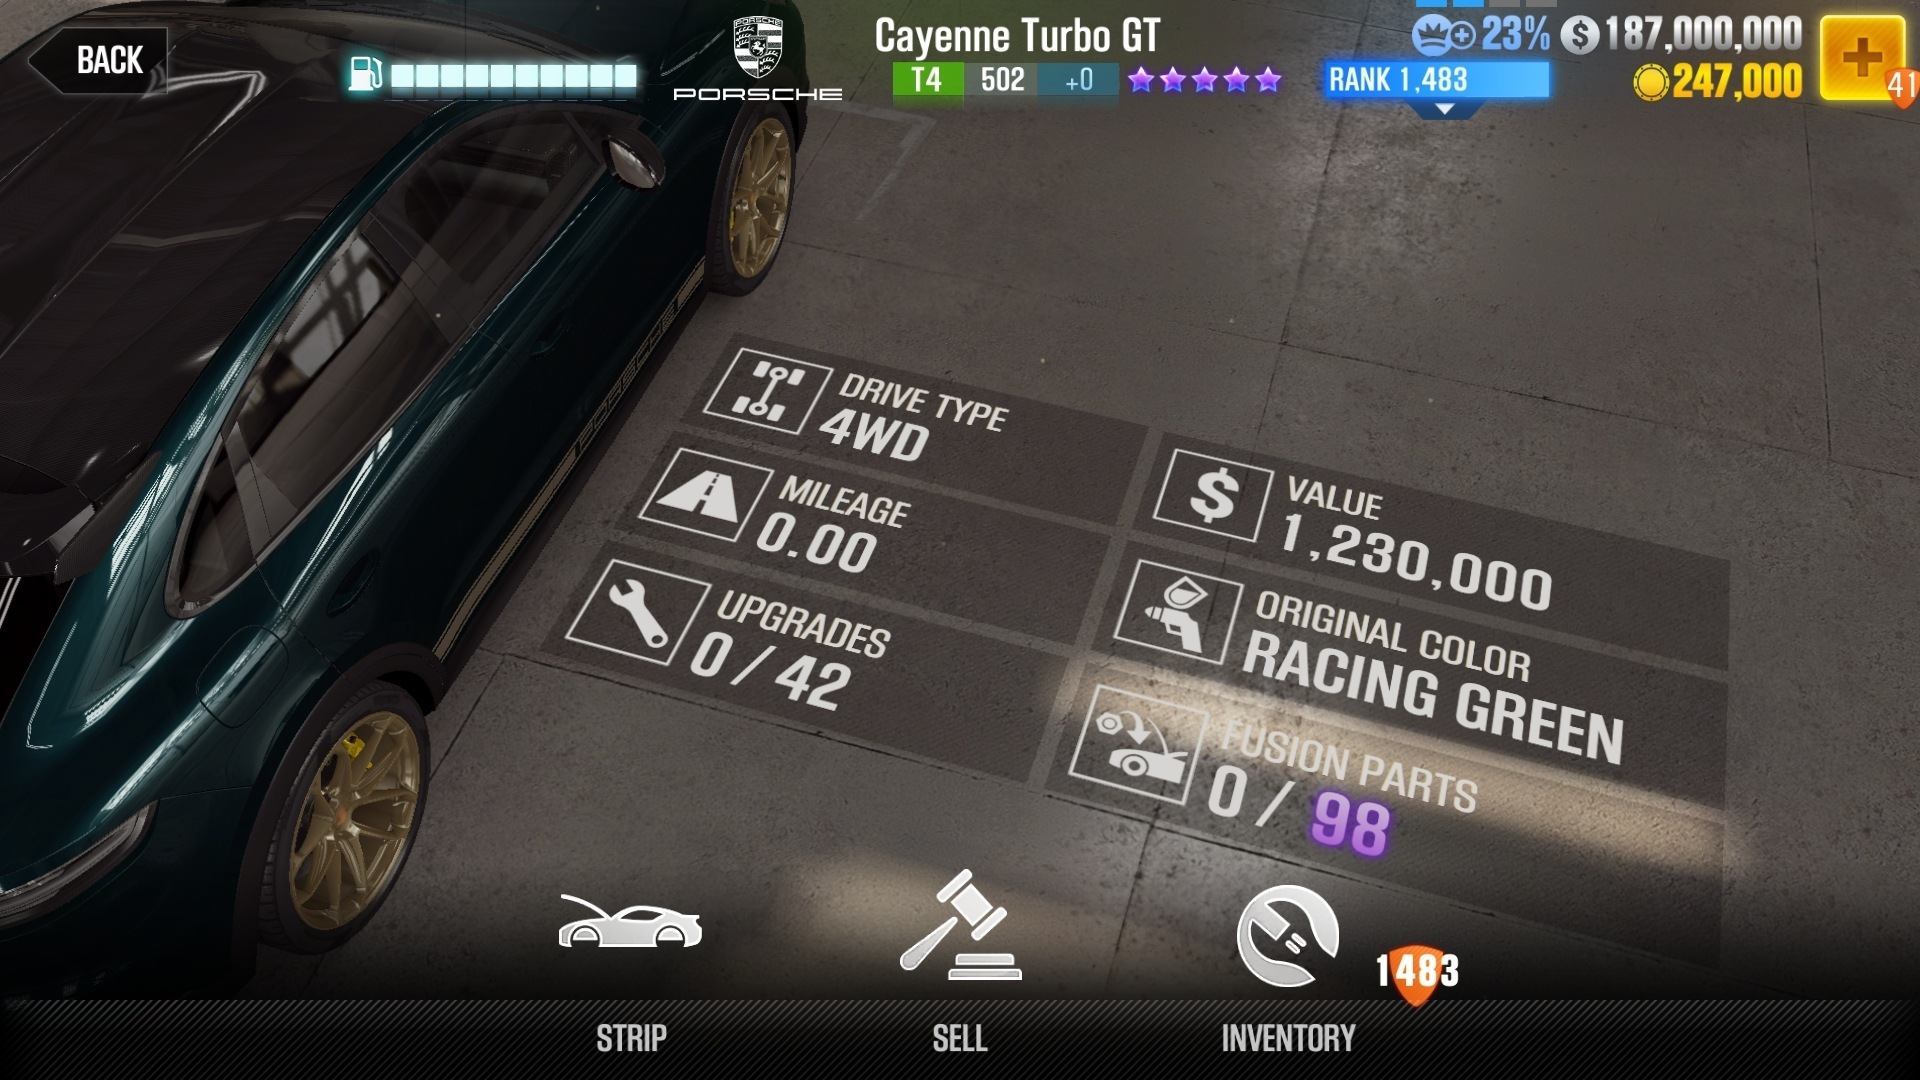 BACK
PORSCHE
PORSCHE
Cayenne Turbo GT
T4 502 +0
23%
187,000,000
RANK 1,483
247,000
41
DRIVE TYPE
4WD
MILEAGE
0.00
UPGRADES
0/42
VALUE
1,230,000
ORIGINAL COLOR
RACING GREEN
FUSION PARTS
0/98
PORSCHE
STRIP
SELL
INVENTORY
1483